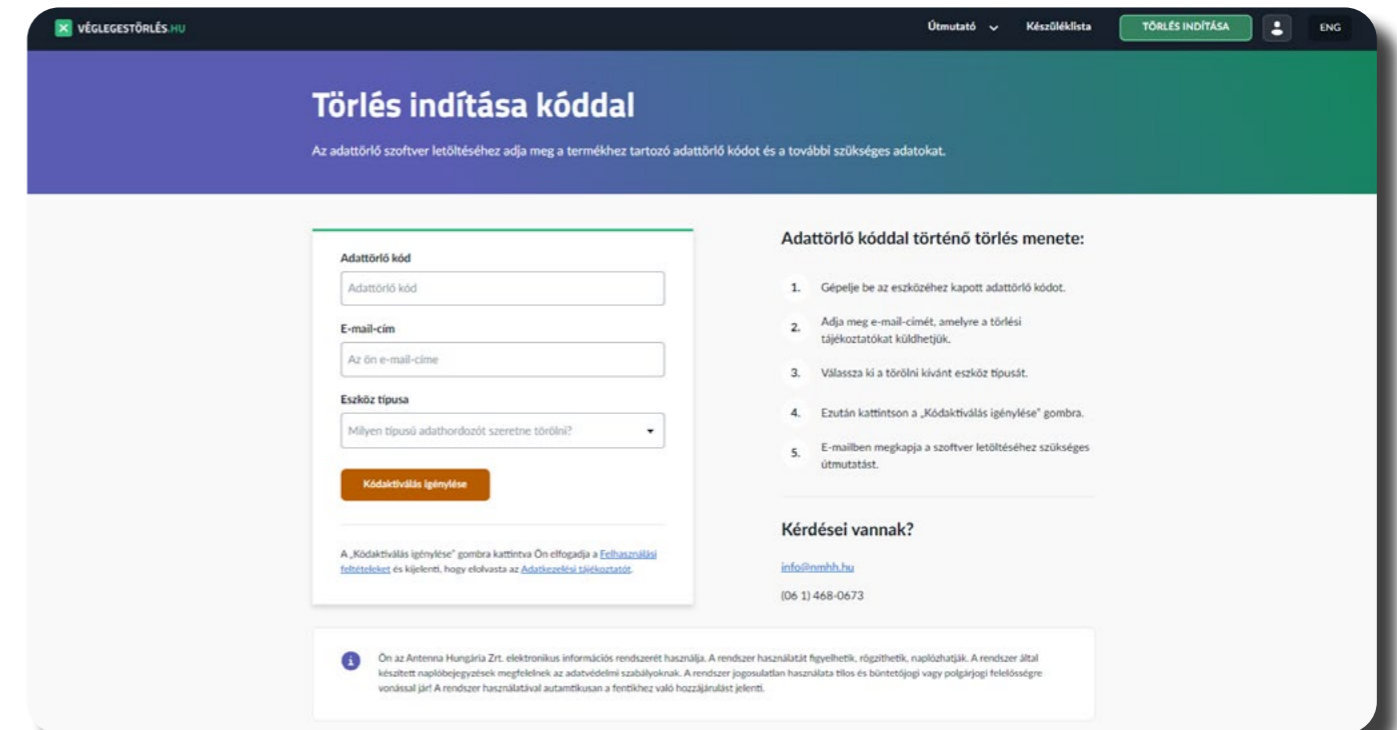 VÉGLEGESTÖRLÉS.HU
Útmutató
Készüléklista
TÖRLÉS INDÍTÁSA
ENG
Törlés indítása kóddal
Az adattörlő szoftver letöltéséhez adja meg a termékhez tartozó adattörlő kódot és a további szükséges adatokat.
Adattörlő kód
Adattörlő kód
E-mail-cím
Az ön e-mail-címe
Eszköz típusa
Milyen típusú adathordozót szeretne törölni?
Kódaktiválás igénylése
A „Kódaktiválás igénylése” gombra kattintva Ön elfogadja a Felhasználási
feltételeket és kijelenti, hogy elolvasta az Adatkezelési tájékoztatót.
Adattörlő kóddal történő törlés menete:
1. Gépelje be az eszközéhez kapott adattörlő kódot.
2. Adja meg e-mail-címét, amelyre a törlési
tájékoztatókat küldhetjük.
3. Válassza ki a törölni kívánt eszköz típusát.
4. Ezután kattintson a „Kódaktiválás igénylése” gombra.
5. E-mailben megkapja a szoftver letöltéséhez szükséges
útmutatást.
Kérdései vannak?
info@nmhh.hu
(06 1) 468-0673
Ön az Antenna Hungária Zrt. elektronikus információs rendszerét használja. A rendszer használatát figyelhetik, rögzíthetik, naplózhatják. A rendszer által
készített naplóbejegyzések megfelelnek az adatvédelmi szabályoknak. A rendszer jogosulatlan használata tilos és büntetőjogi vagy polgárjogi felelősségre
vonással jár! A rendszer használatával autamtikusan a fentikhez való hozzájárulást jelenti.